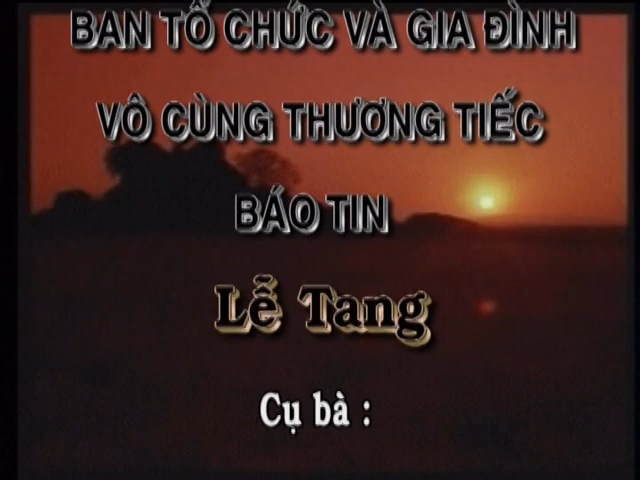 BAN TỔ CHỨC VÀ GIA ĐÌNH
VÔ CÙNG THƯƠNG TIẾC
BÁO TIN
Lễ Tang
Cụ bà :